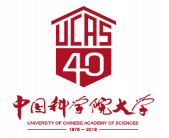 UCAS
40
中国科学院大学
UNIVERSITY OF CHINESE ACADEMY OF SCIENCES
1978 - 2018